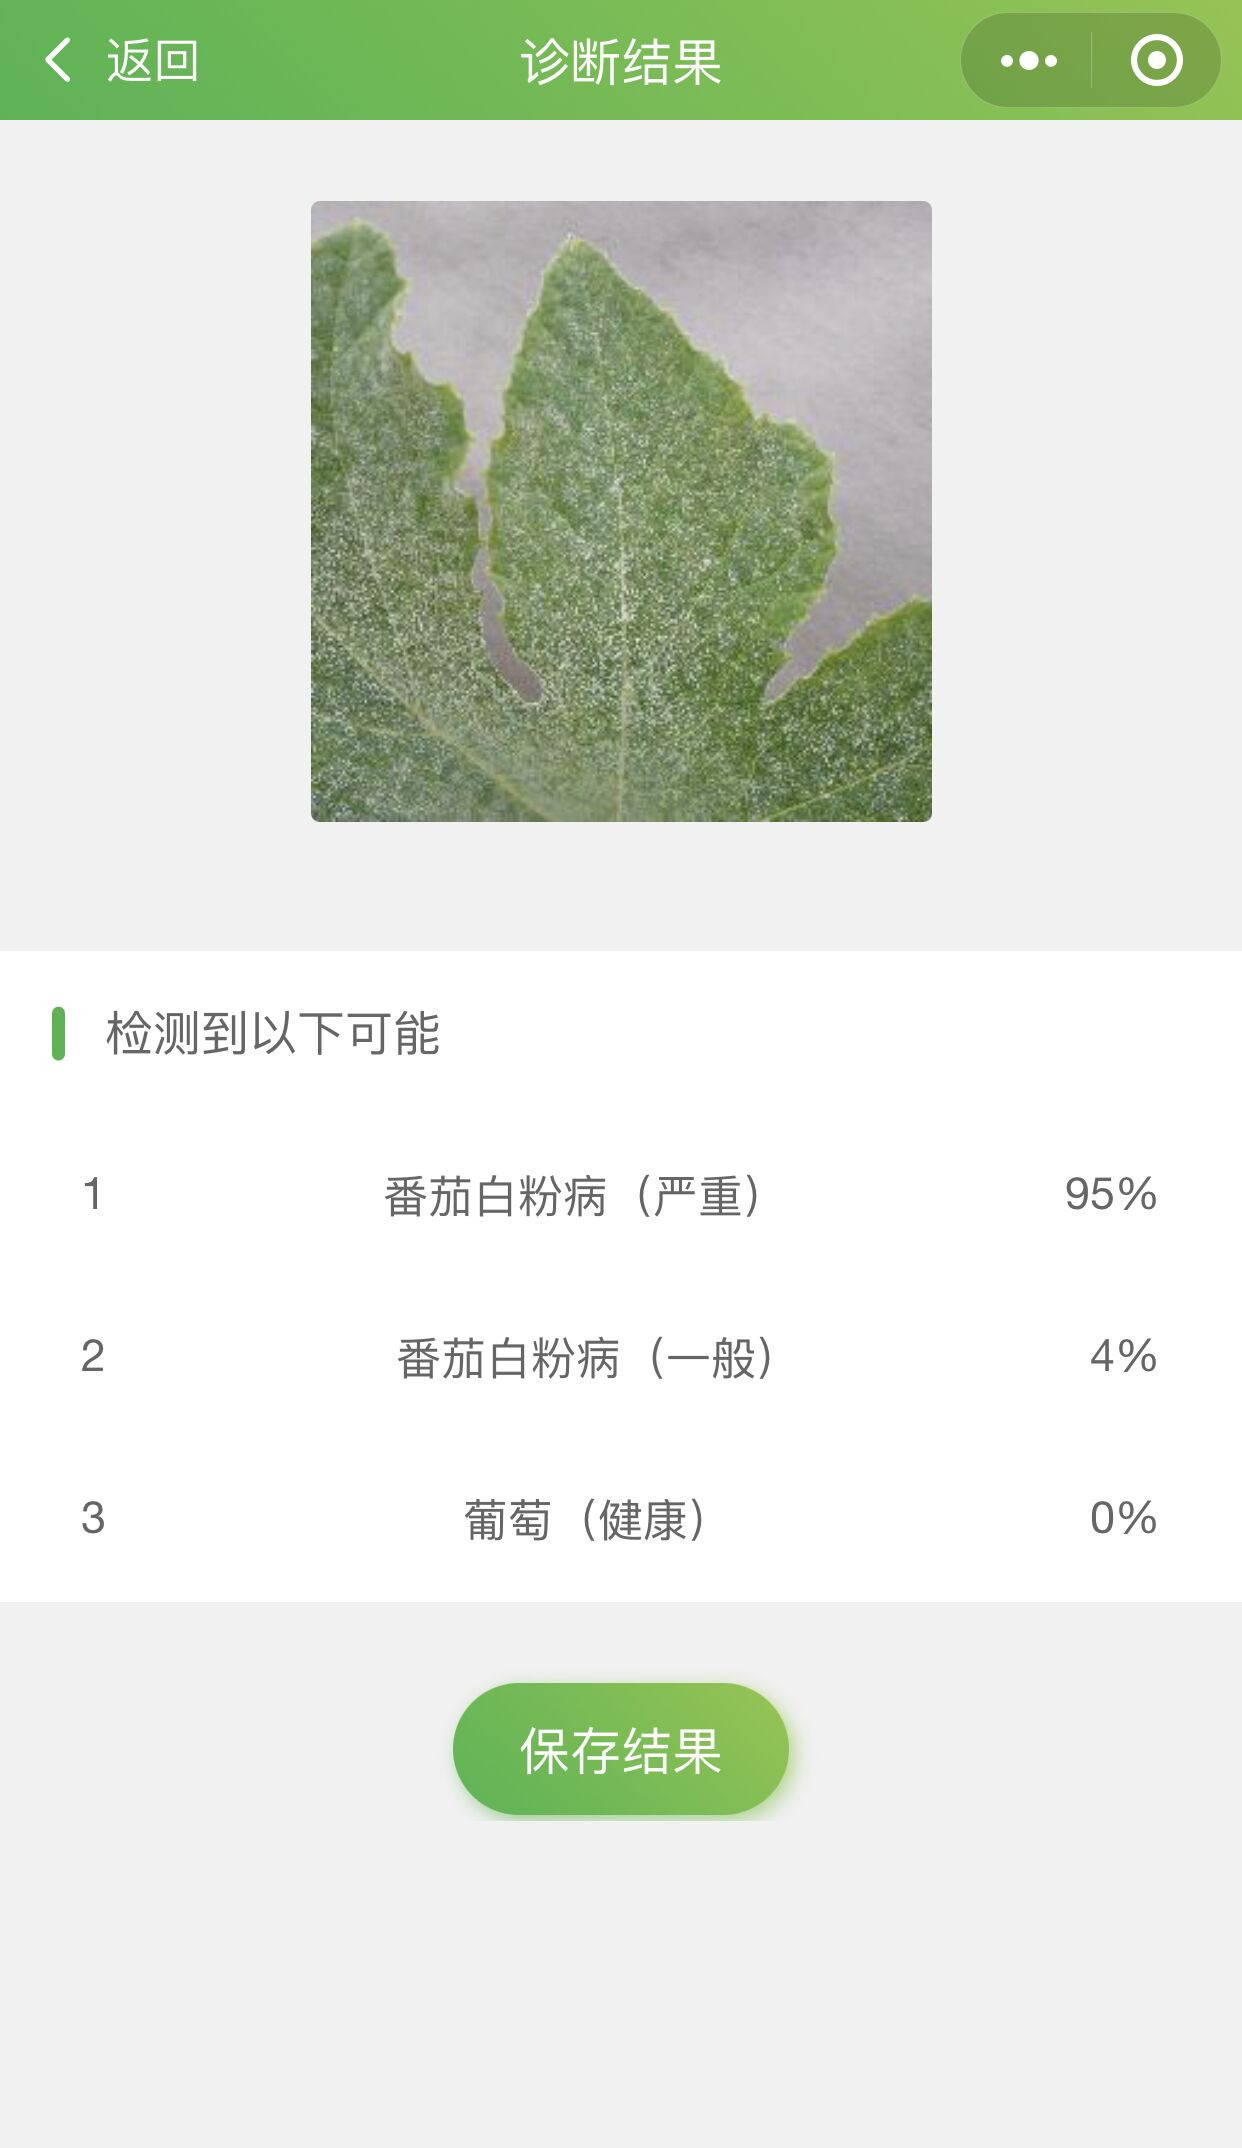 返回
诊断结果
检测到以下可能
1 番茄白粉病（严重） 95%
2 番茄白粉病（一般） 4%
3 葡萄（健康） 0%
保存结果